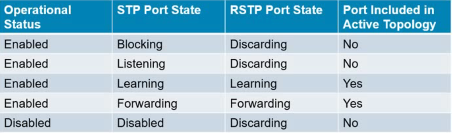 Operational Status STP Port State RSTP Port State Port Included in Active Topology
Enabled Blocking Discarding No
Enabled Listening Discarding No
Enabled Learning Learning Yes
Enabled Forwarding Forwarding Yes
Disabled Disabled Discarding No